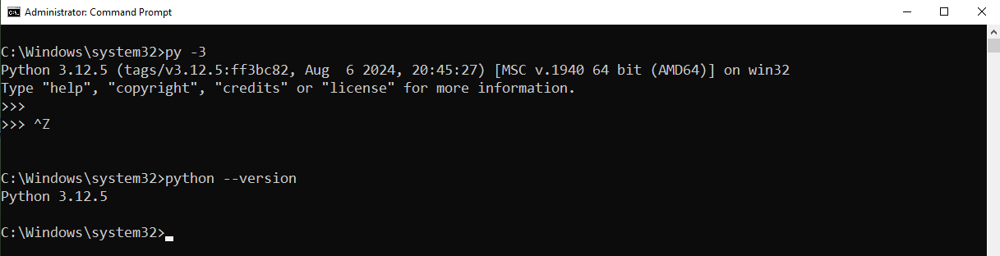 Administrator: Command Prompt
C:\Windows\system32>py -3
Python 3.12.5 (tags/v3.12.5:ff3bc82, Aug  6 2024, 20:45:27) [MSC v.1940 64 bit (AMD64)] on win32
Type "help", "copyright", "credits" or "license" for more information.
>>>
>>> ^Z
C:\Windows\system32>python --version
Python 3.12.5
C:\Windows\system32>